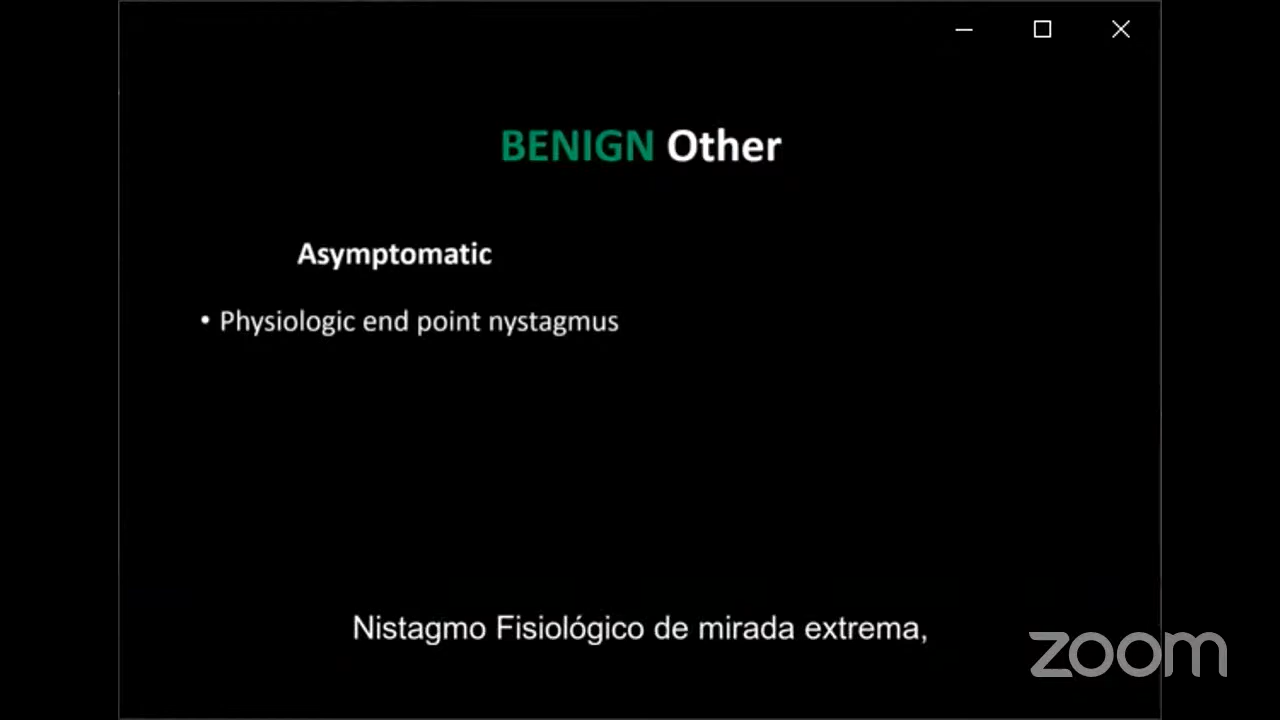 BENIGN Other
Asymptomatic
• Physiologic end point nystagmus
Nistagmo Fisiológico de mirada extrema,
zoom